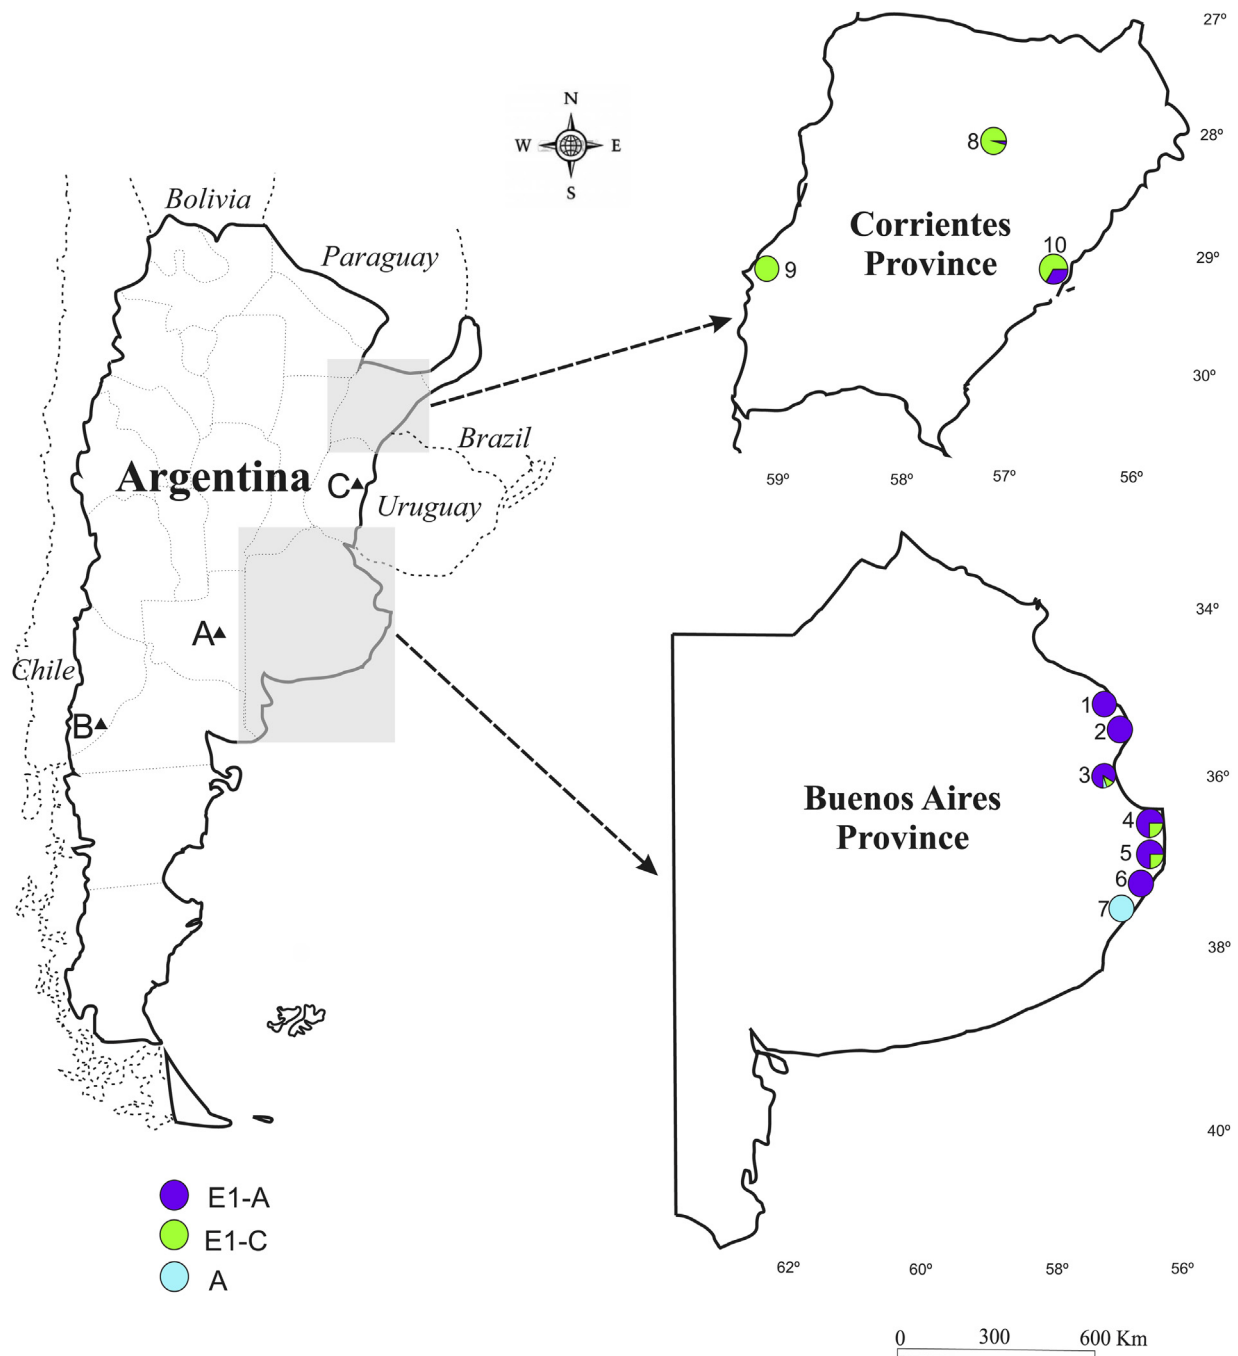 27º
N
W E
S
8
28º
Bolivia
Corrientes
Province
Paraguay
10
9
29º
30º
Brazil
Argentina
C
Uruguay
59º 58º 57º 56º
34º
A
Chile
B
1
2
3
36º
Buenos Aires
Province
4
5
6
7
38º
40º
E1-A
E1-C
A
62º 60º 58º 56º
0 300 600 Km